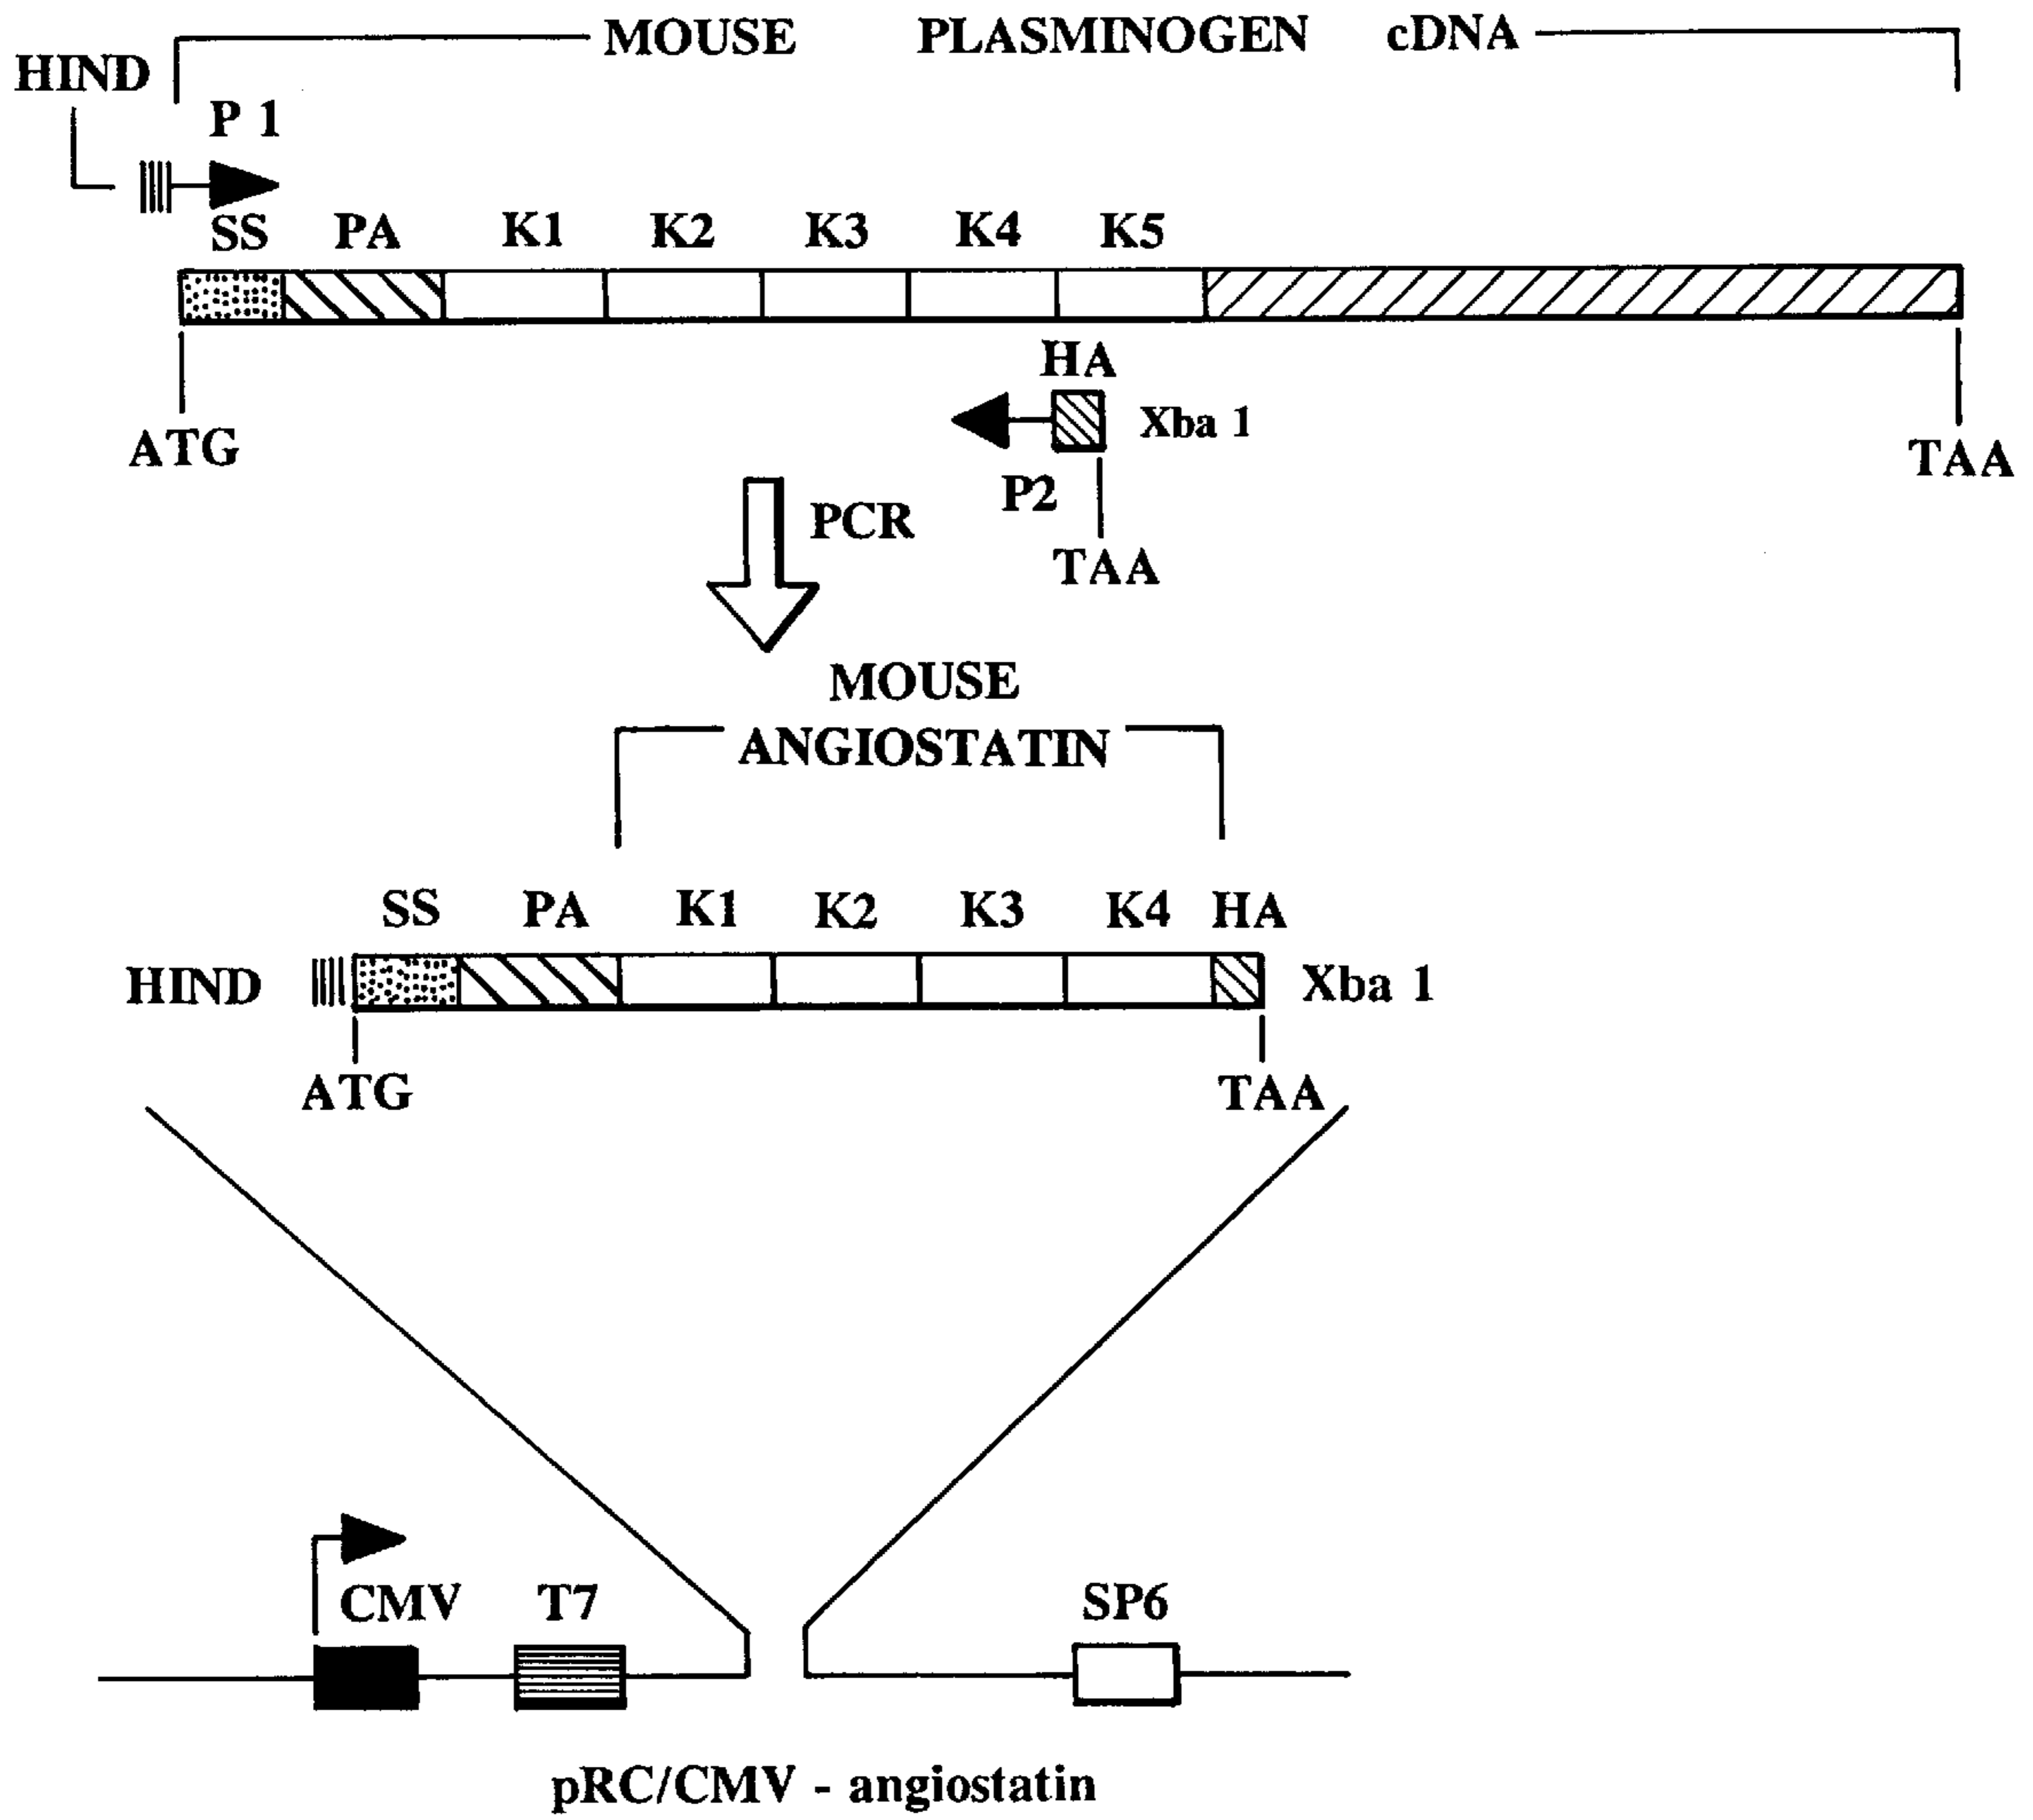 MOUSE PLASMINOGEN cDNA
HIND
P 1
SS PA K1 K2 K3 K4 K5
HA
Xba 1
ATG
TAA
P2
PCR
TAA
MOUSE
ANGIOSTATIN
SS PA K1 K2 K3 K4 HA
HIND
Xba 1
ATG
TAA
CMV T7 SP6
pRC/CMV - angiostatin